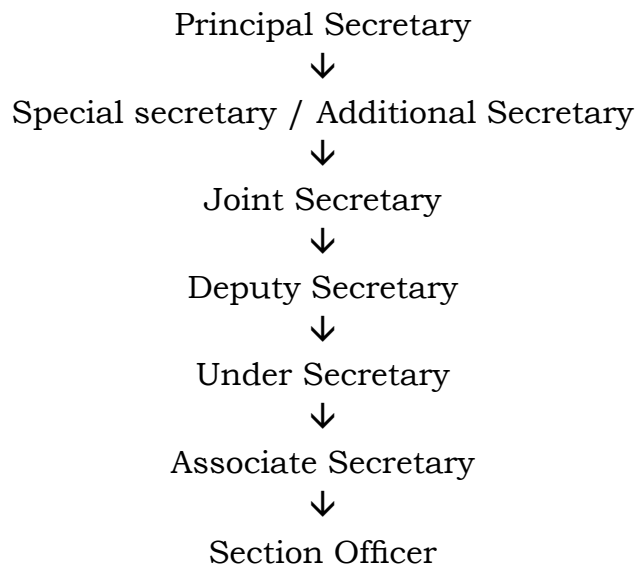 Principal Secretary
↓
Special secretary / Additional Secretary
↓
Joint Secretary
↓
Deputy Secretary
↓
Under Secretary
↓
Associate Secretary
↓
Section Officer